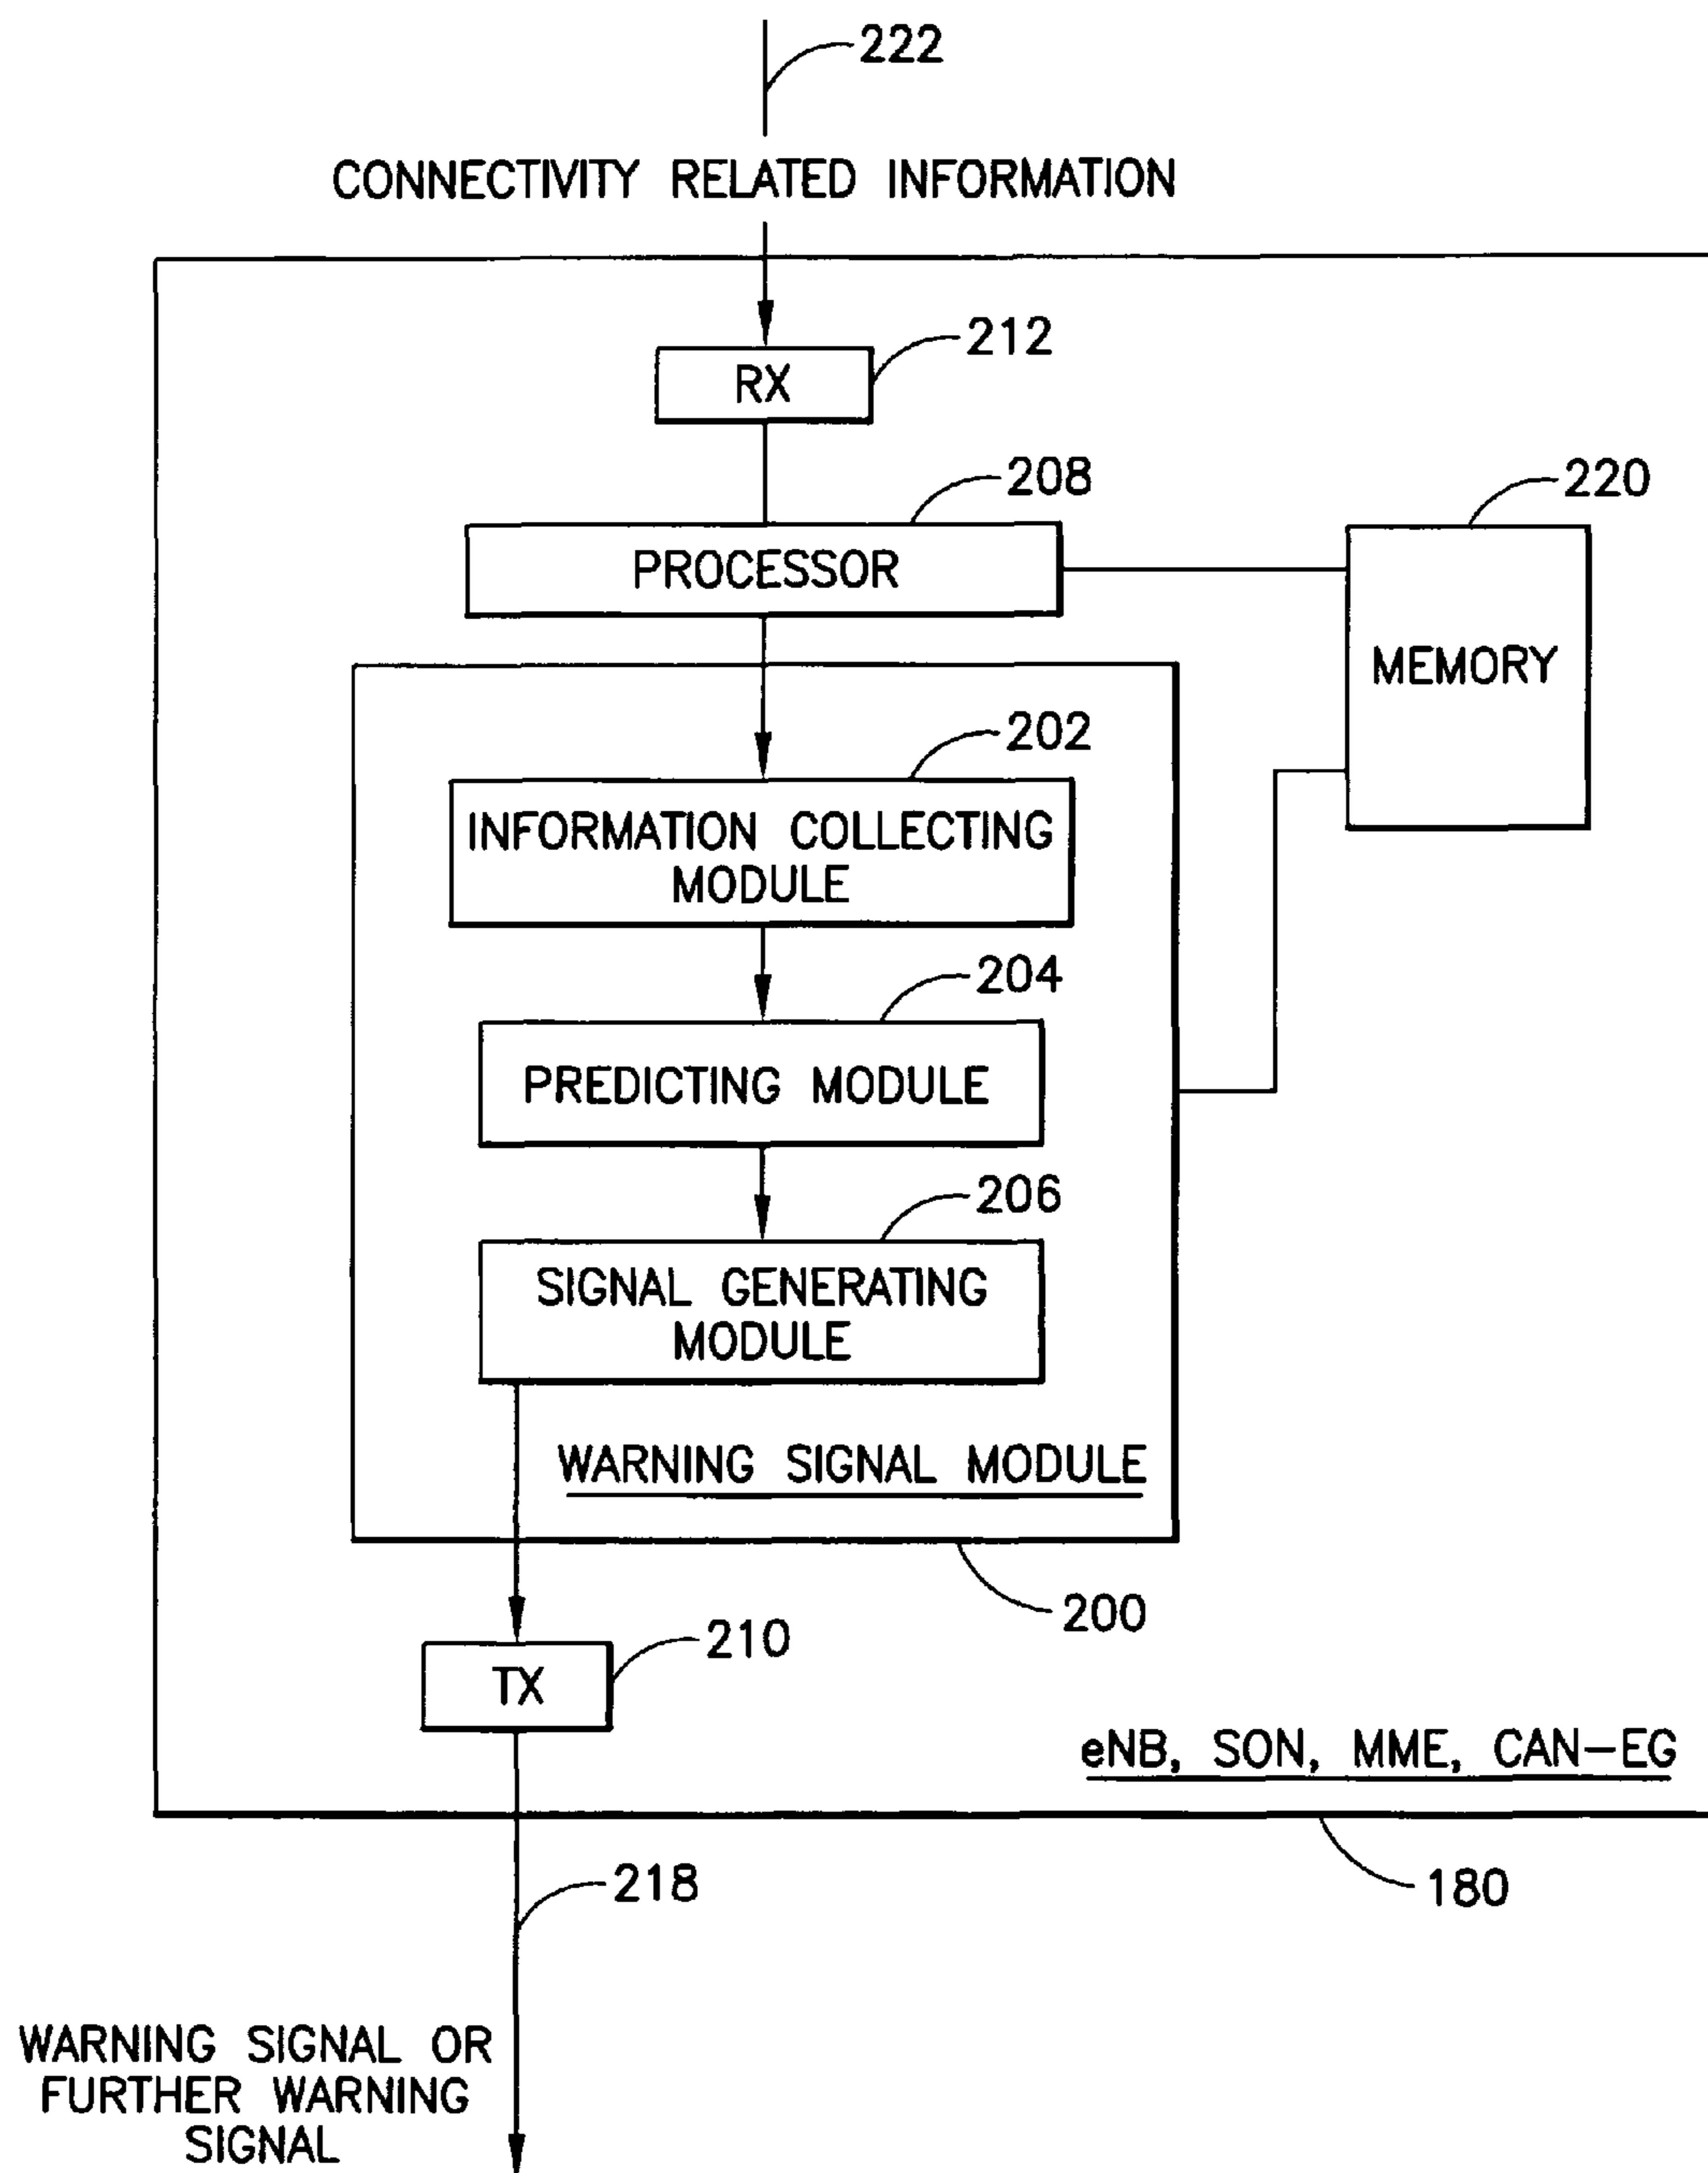 222
CONNECTIVITY RELATED INFORMATION
212
RX
208
220
PROCESSOR
MEMORY
202
INFORMATION COLLECTING
MODULE
204
PREDICTING MODULE
206
SIGNAL GENERATING
MODULE
WARNING SIGNAL MODULE
200
210
TX
eNB, SON, MME, CAN-EG
218
180
WARNING SIGNAL OR
FURTHER WARNING
SIGNAL